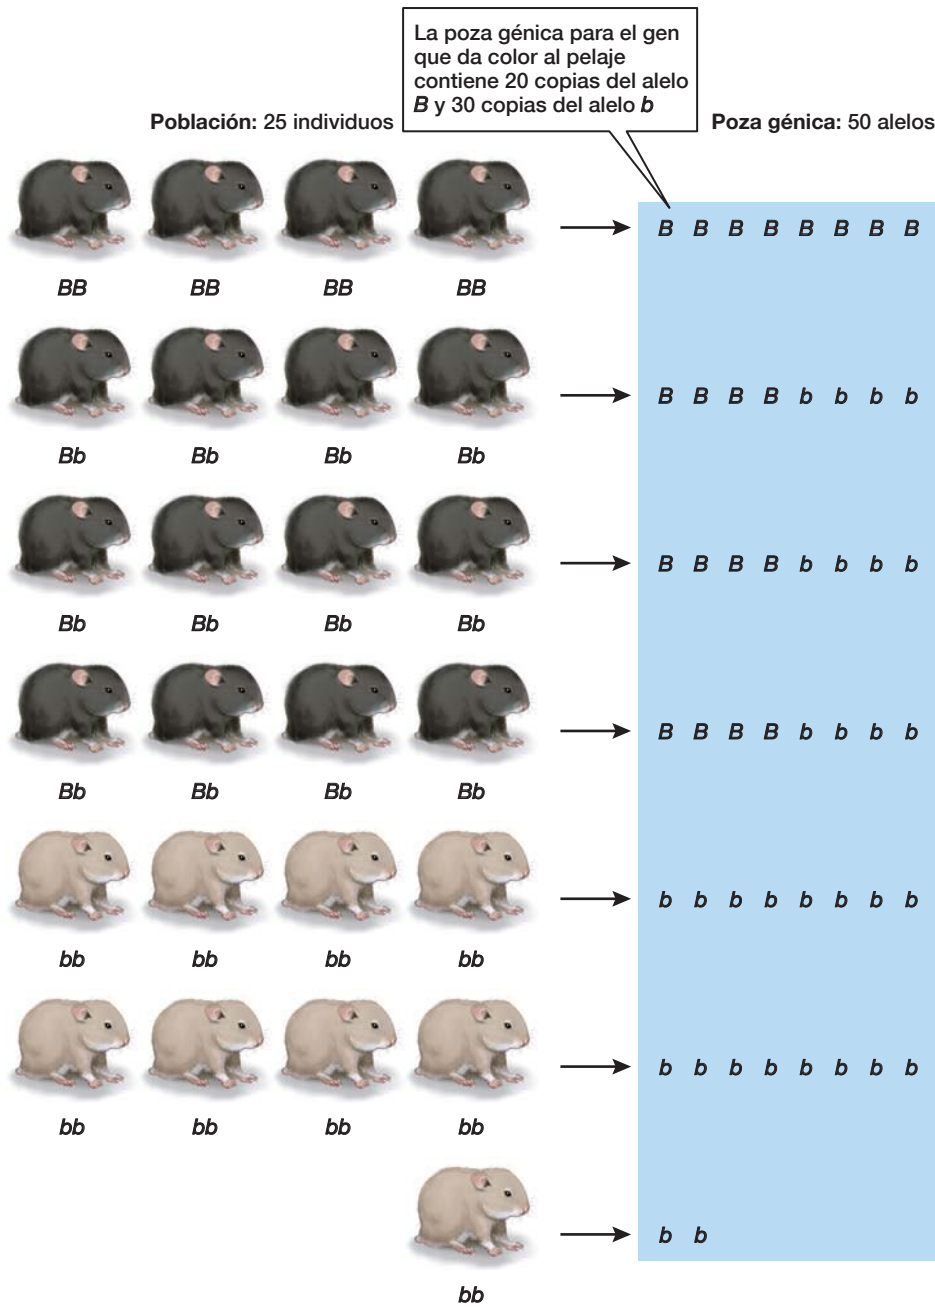 La poza génica para el gen
que da color al pelaje
contiene 20 copias del alelo
B y 30 copias del alelo b
Población: 25 individuos
Poza génica: 50 alelos
B B B B B B B B
BB BB BB BB
B B B B b b b b
Bb Bb Bb Bb
B B B B b b b b
Bb Bb Bb Bb
B B B B b b b b
Bb Bb Bb Bb
b b b b b b b b
bb bb bb bb
b b b b b b b b
bb bb bb bb
b b
bb